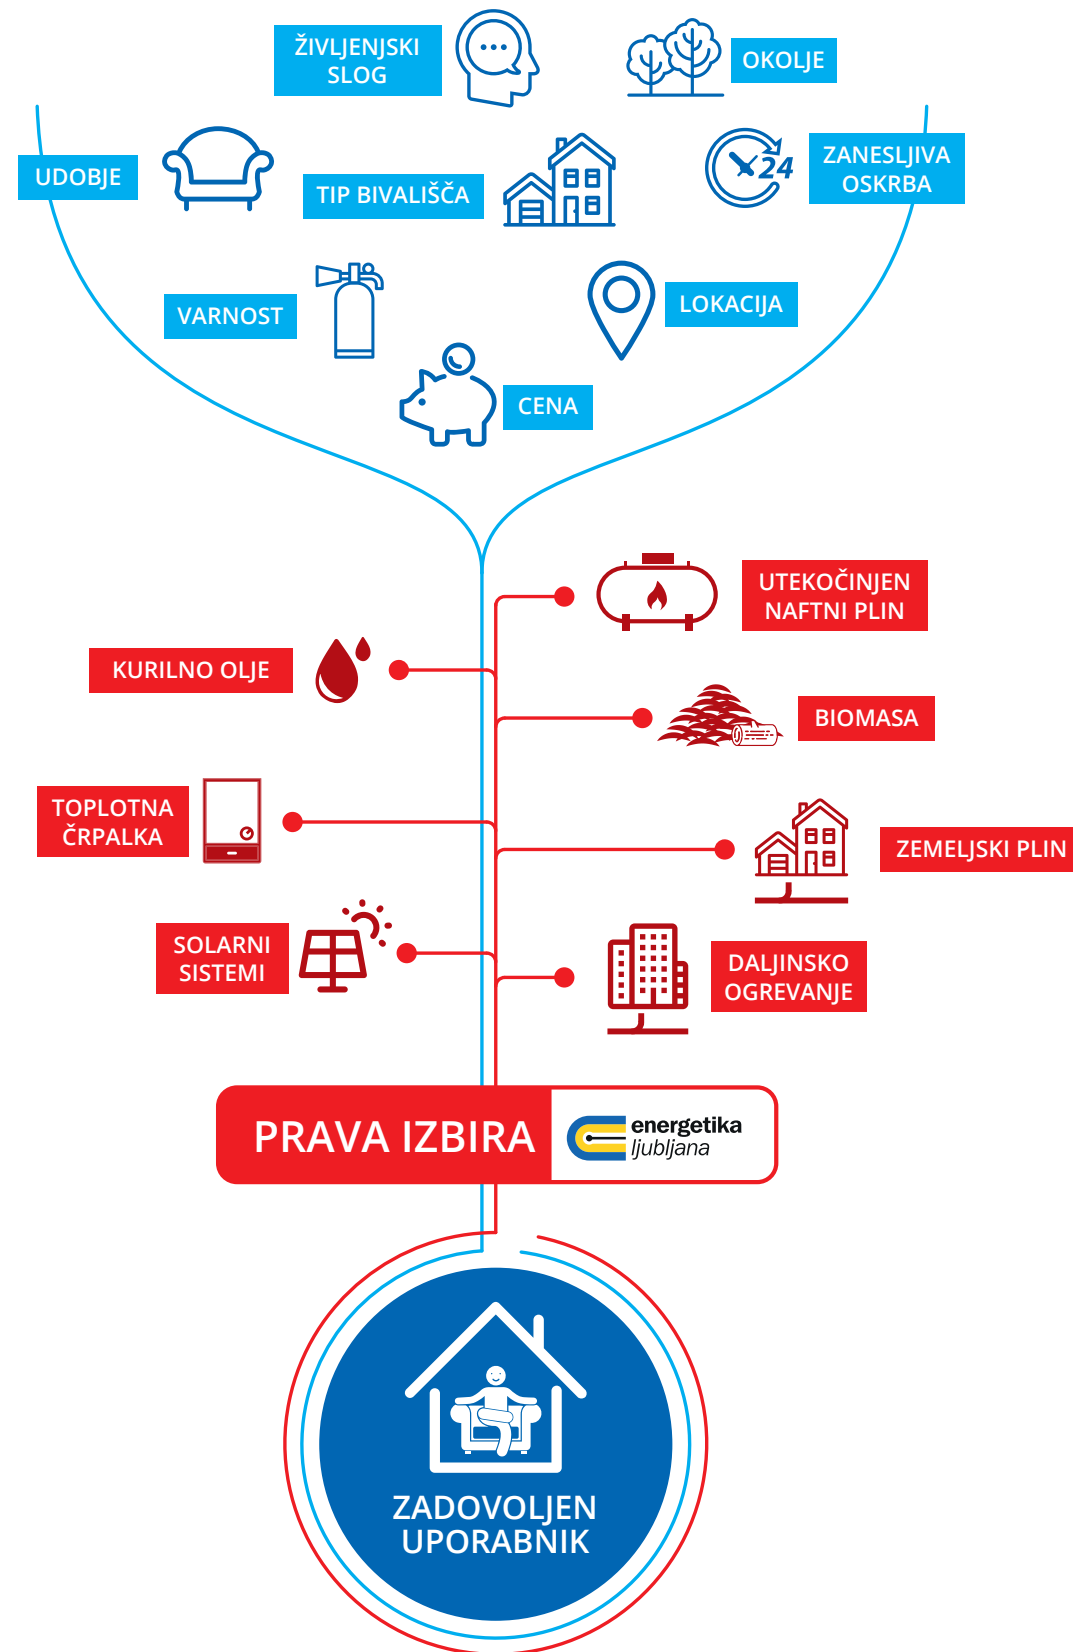 ŽIVLJENJSKI
SLOG
OKOLJE
UDOBJE
TIP BIVALIŠČA
24
ZANESLJIVA
OSKRBA
VARNOST
LOKACIJA
CENA
UTEKOČINJEN
NAFTNI PLIN
KURILNO OLJE
BIOMASA
TOPLOTNA
ČRPALKA
ZEMELJSKI PLIN
SOLARNI
SISTEMI
DALJINSKO
OGREVANJE
PRAVA IZBIRA
energetika
ljubljana
ZADOVOLJEN
UPORABNIK